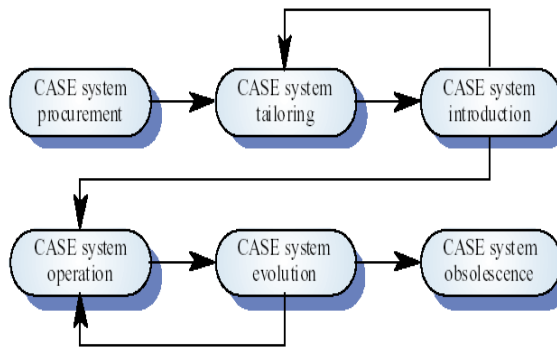 CASE system
procurement
CASE system
tailoring
CASE system
introduction
CASE system
operation
CASE system
evolution
CASE system
obsolescence